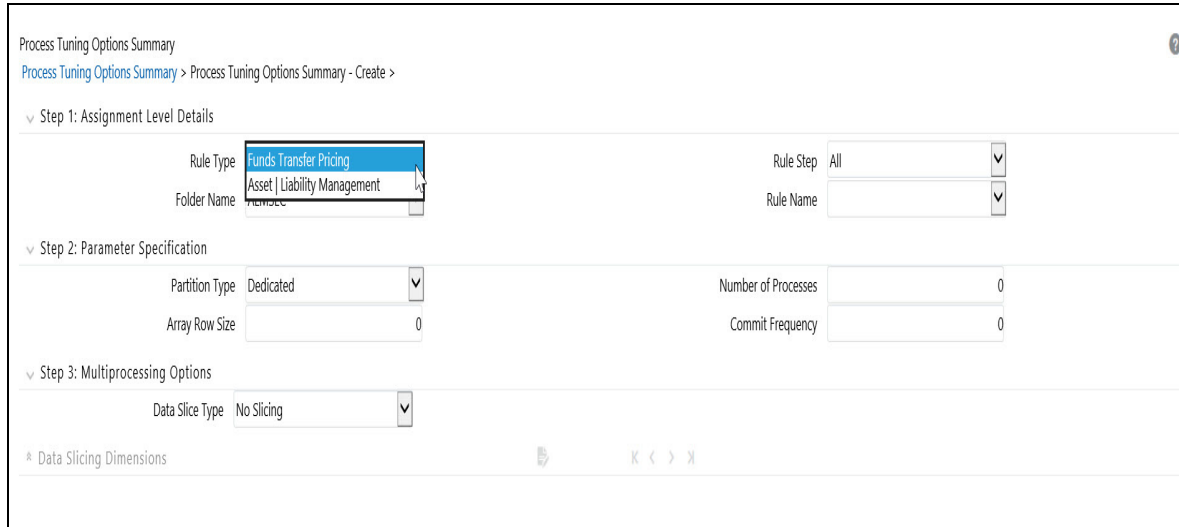 Process Tuning Options Summary
Process Tuning Options Summary > Process Tuning Options Summary - Create >
Step 1: Assignment Level Details
Rule Type Funds Transfer Pricing Rule Step All
Asset | Liability Management
Folder Name Rule Name
Step 2: Parameter Specification
Partition Type Dedicated Number of Processes 0
Array Row Size 0 Commit Frequency 0
Step 3: Multiprocessing Options
Data Slice Type No Slicing
Data Slicing Dimensions